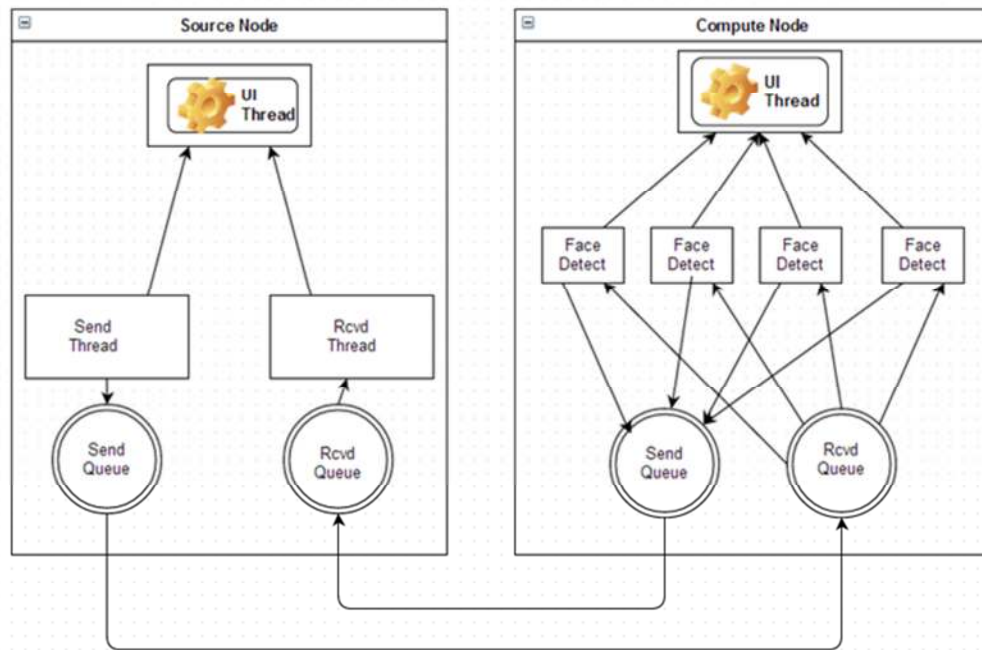 Source Node
UI
Thread
Send
Thread
Rcvd
Thread
Send
Queue
Rcvd
Queue
Compute Node
UI
Thread
Face
Detect
Face
Detect
Face
Detect
Face
Detect
Send
Queue
Rcvd
Queue